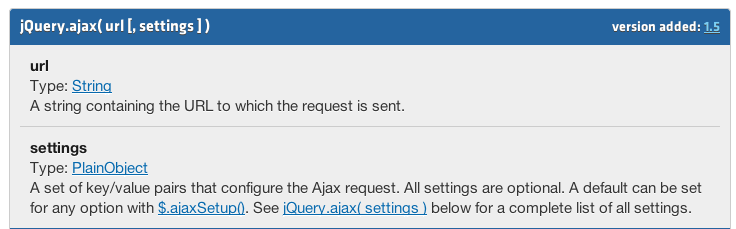 jQuery.ajax( url [, settings ] )
version added: 1.5
url
Type: String
A string containing the URL to which the request is sent.
settings
Type: PlainObject
A set of key/value pairs that configure the Ajax request. All settings are optional. A default can be set
for any option with $.ajaxSetup(). See jQuery.ajax( settings ) below for a complete list of all settings.